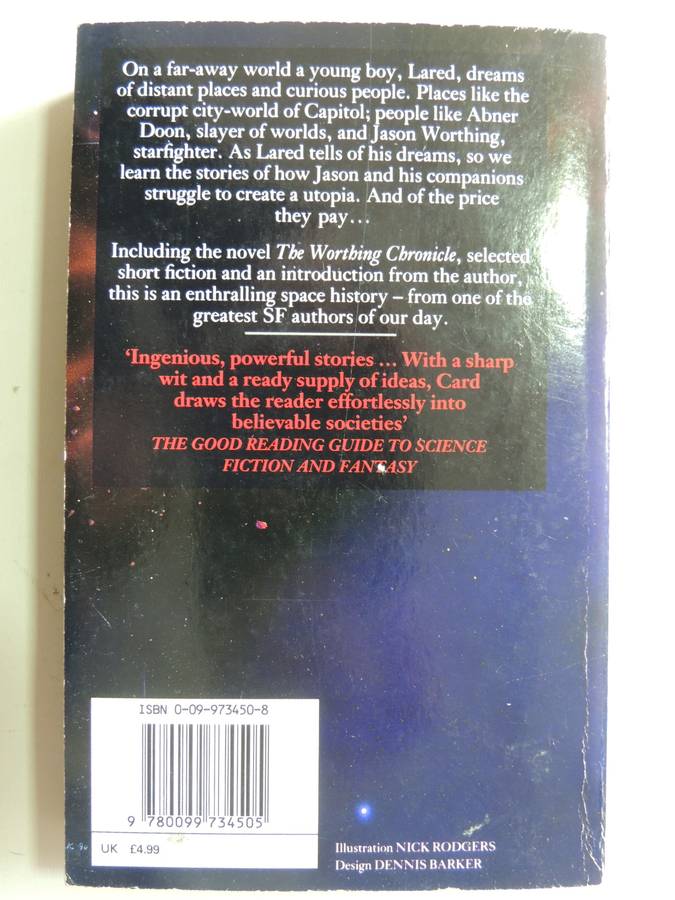 On a far-away world a young boy, Lared, dreams
of distant places and curious people. Places like the
corrupt city-world of Capitol; people like Abner
Doon, slayer of worlds, and Jason Worthing,
starfighter. As Lared tells of his dreams, so we
learn the stories of how Jason and his companions
struggle to create a utopia. And of the price
they pay...
Including the novel The Worthing Chronicle, selected
short fiction and an introduction from the author,
this is an enthralling space history – from one of the
greatest SF authors of our day.
'Ingenious, powerful stories ... With a sharp
wit and a ready supply of ideas, Card
draws the reader effortlessly into
believable societies'
THE GOOD READING GUIDE TO SCIENCE
FICTION AND FANTASY
ISBN 0-09-973450-8
9 780099 734505
UK £4.99
Illustration NICK RODGERS
Design DENNIS BARKER